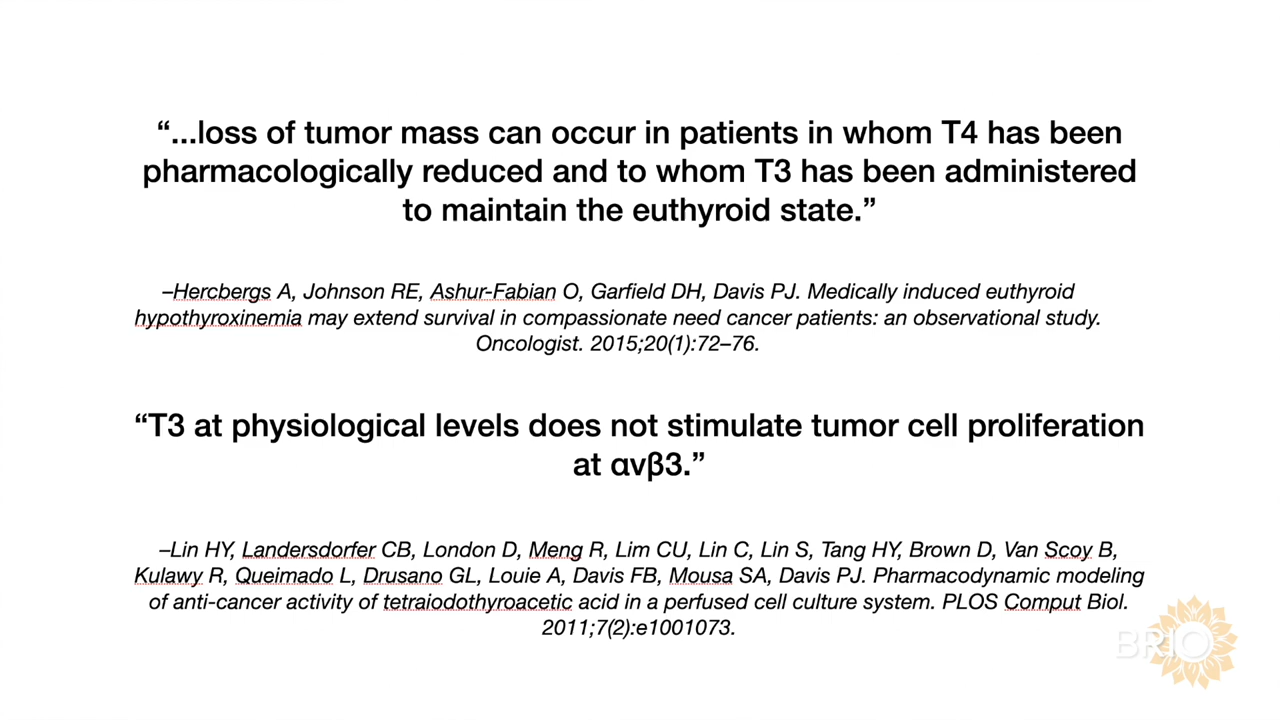 “...loss of tumor mass can occur in patients in whom T4 has been
pharmacologically reduced and to whom T3 has been administered
to maintain the euthyroid state.”
–Hercbergs A, Johnson RE, Ashur-Fabian O, Garfield DH, Davis PJ. Medically induced euthyroid
hypothyroxinemia may extend survival in compassionate need cancer patients: an observational study.
Oncologist. 2015;20(1):72–76.
“T3 at physiological levels does not stimulate tumor cell proliferation
at αvβ3.”
–Lin HY, Landersdorfer CB, London D, Meng R, Lim CU, Lin C, Lin S, Tang HY, Brown D, Van Scoy B,
Kulawy R, Queimado L, Drusano GL, Louie A, Davis FB, Mousa SA, Davis PJ. Pharmacodynamic modeling
of anti-cancer activity of tetraiodothyroacetic acid in a perfused cell culture system. PLOS Comput Biol.
2011;7(2):e1001073.
BRIO